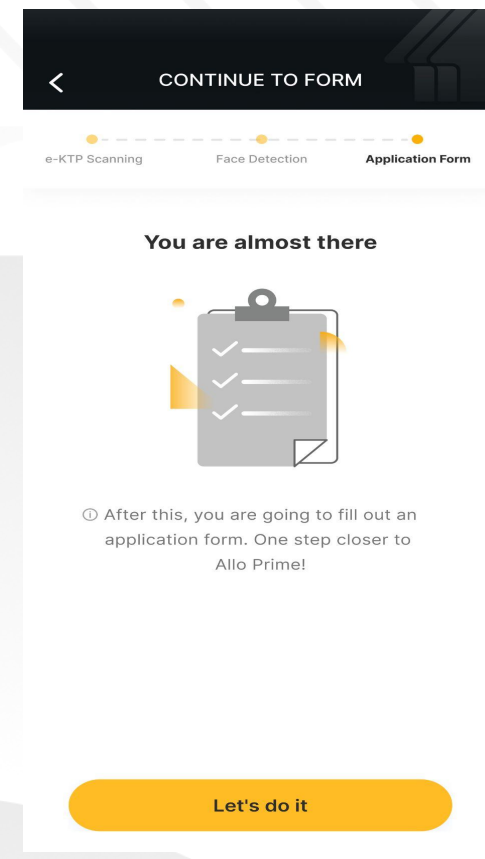 CONTINUE TO FORM
e-KTP Scanning
Face Detection
Application Form
You are almost there
After this, you are going to fill out an
application form. One step closer to
Allo Prime!
Let's do it